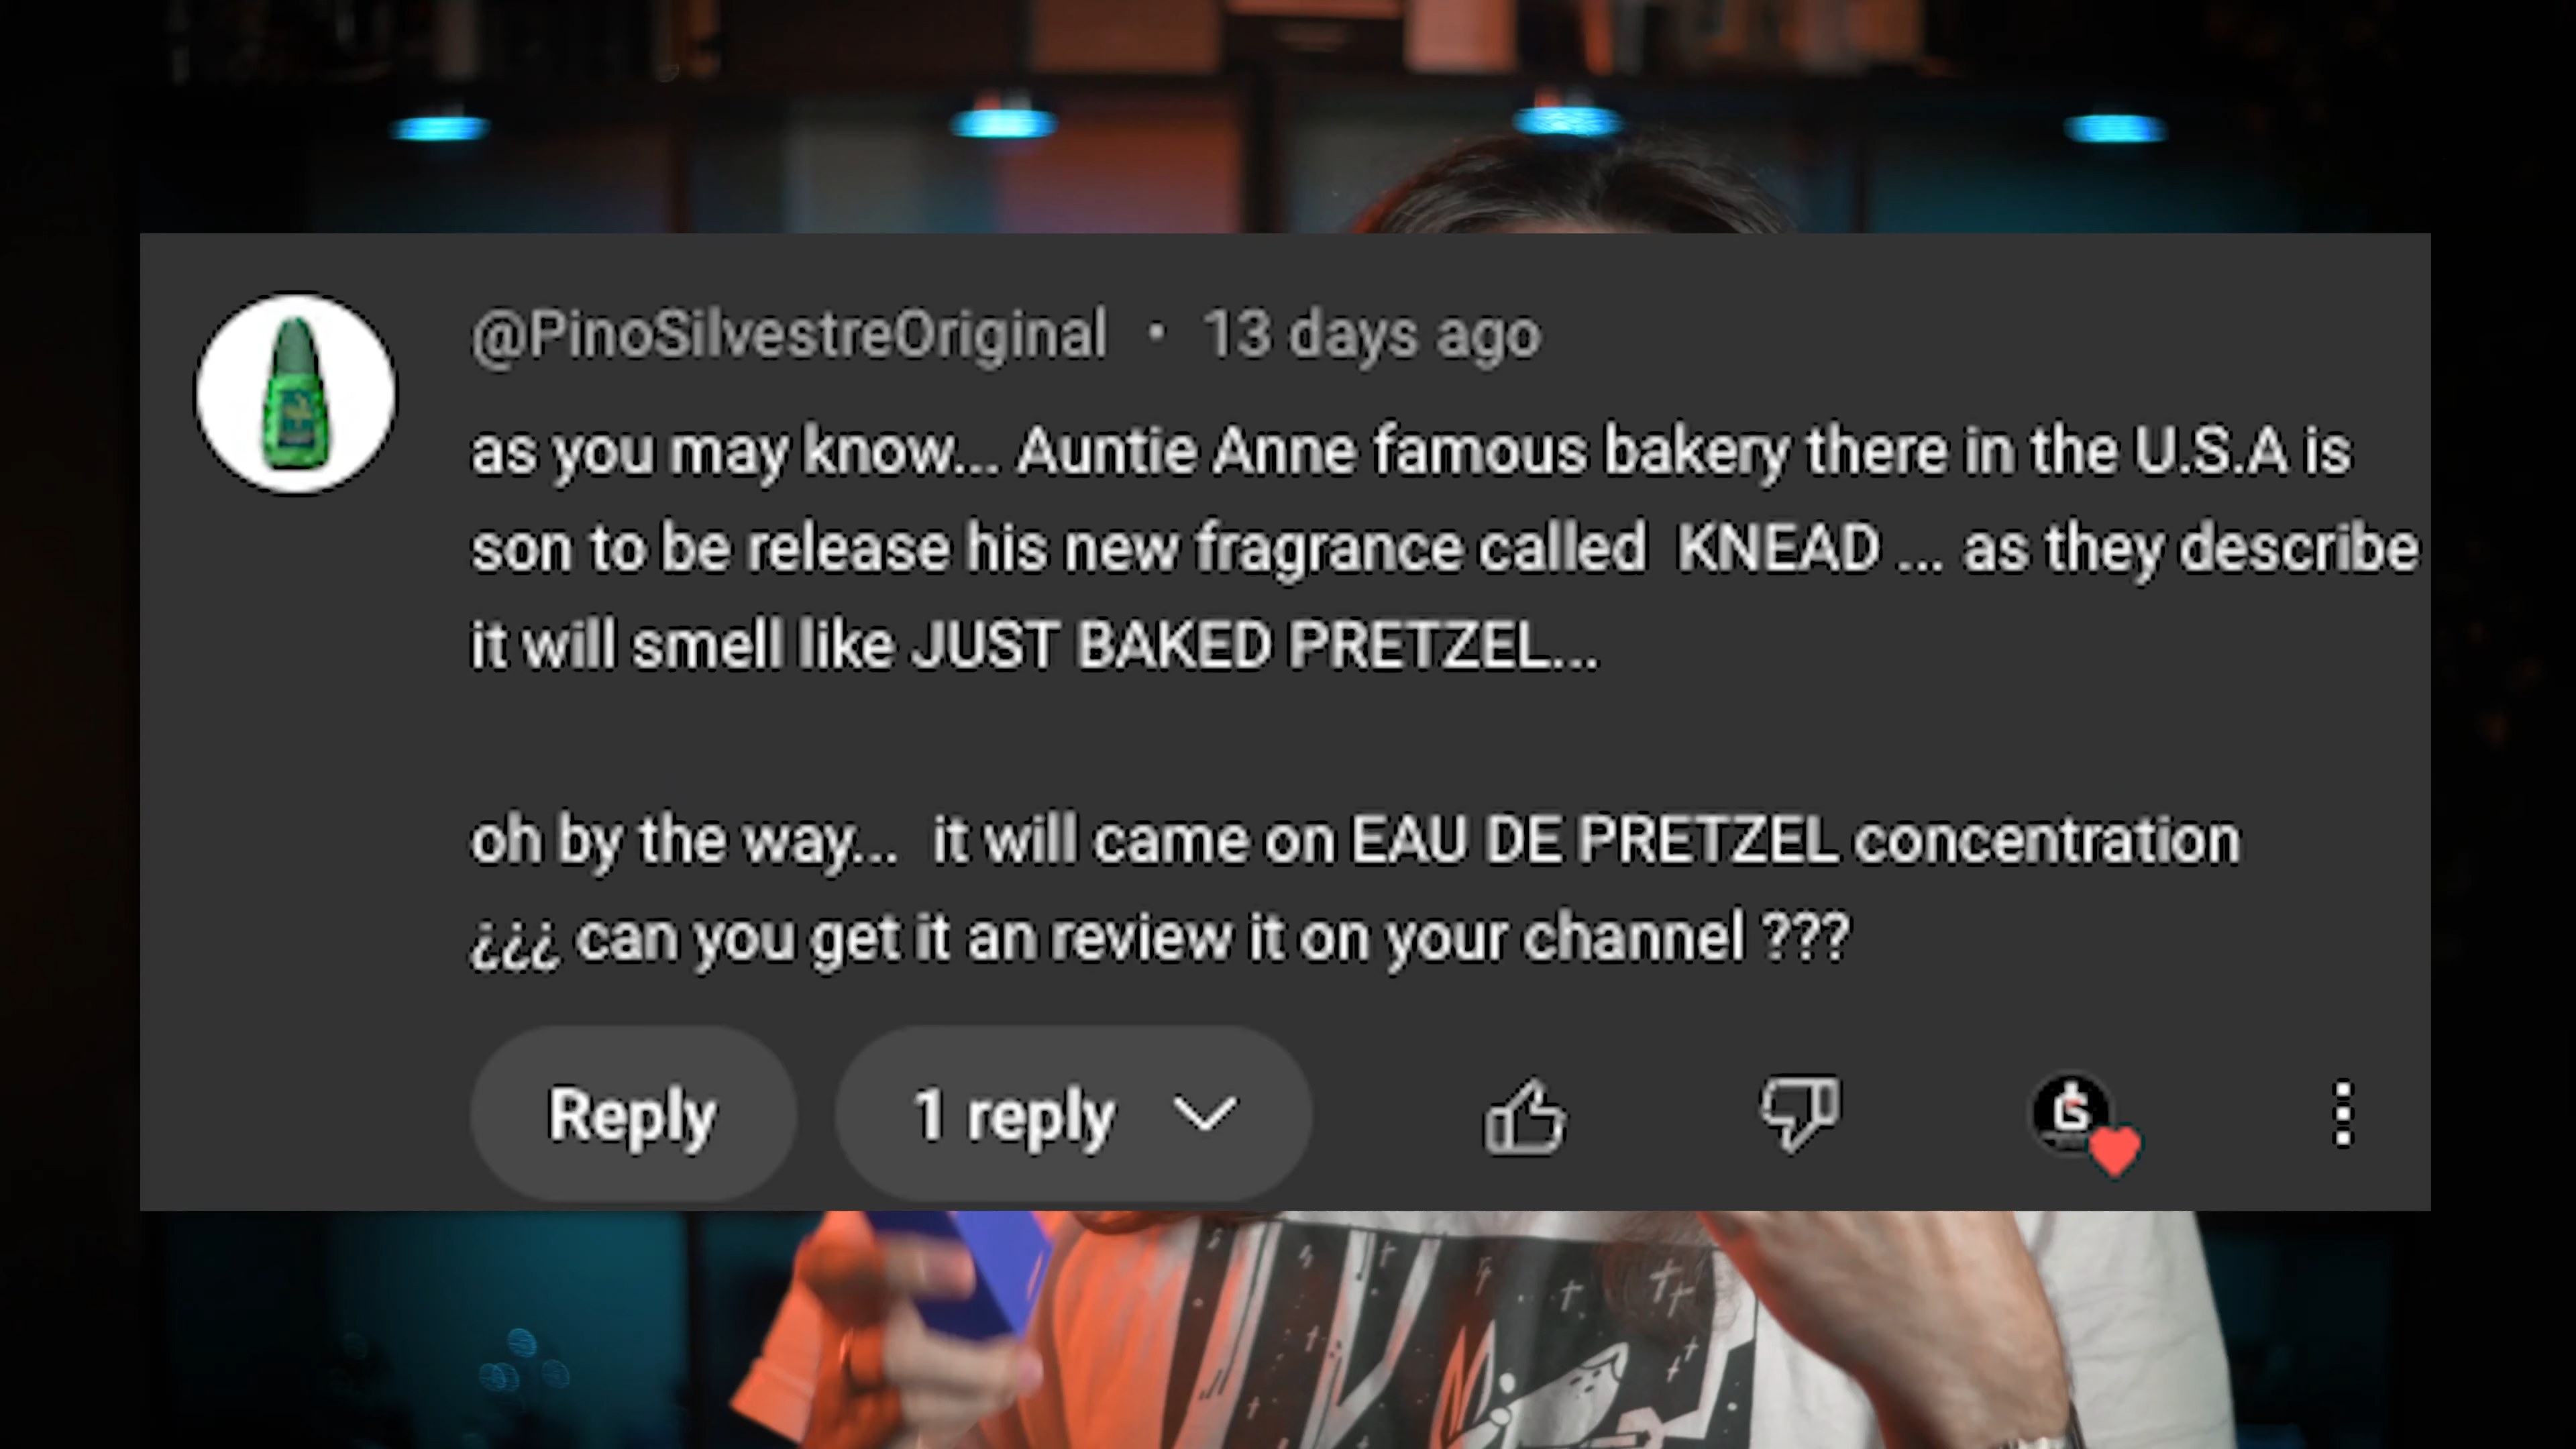 @PinoSilvestreOriginal • 13 days ago
as you may know... Auntie Anne famous bakery there in the U.S.A is
son to be release his new fragrance called KNEAD ... as they describe
it will smell like JUST BAKED PRETZEL...
oh by the way... it will came on EAU DE PRETZEL concentration
¿¿¿ can you get it an review it on your channel ???
Reply 1 reply